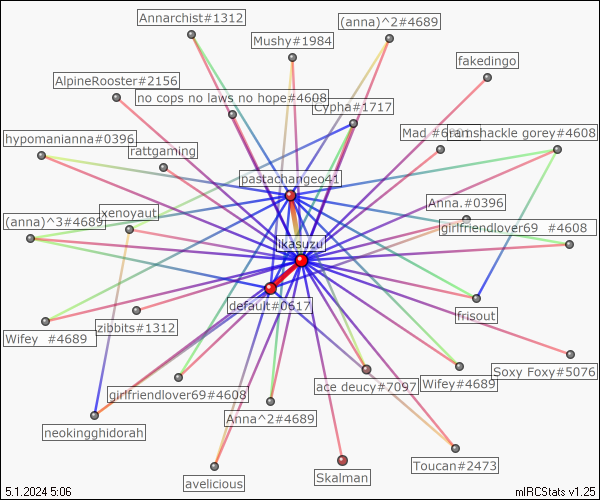 Annarchist#1312
(anna)^2#4689
Mushy#1984
fakedingo
AlpineRooster#2156
no cops no laws no hope#4608
Cypha#1717
hypomanianna#0396
rattgaming
Mad
ramshackle gorey#4608
pastachangeo41
(anna)^3#4689
xenoyaut
Anna.#0396
girlfriendlover69 _#4608
ikasuzu
default#0617
frisout
Wifey _#4689
zibbits#1312
Soxy Foxy#5076
girlfriendlover69#4608
ace deucy#7097
Wifey#4689
Anna^2#4689
neokingghidorah
Toucan#2473
avelicious
Skalman
5.1.2024 5:06
mIRCStats v1.25